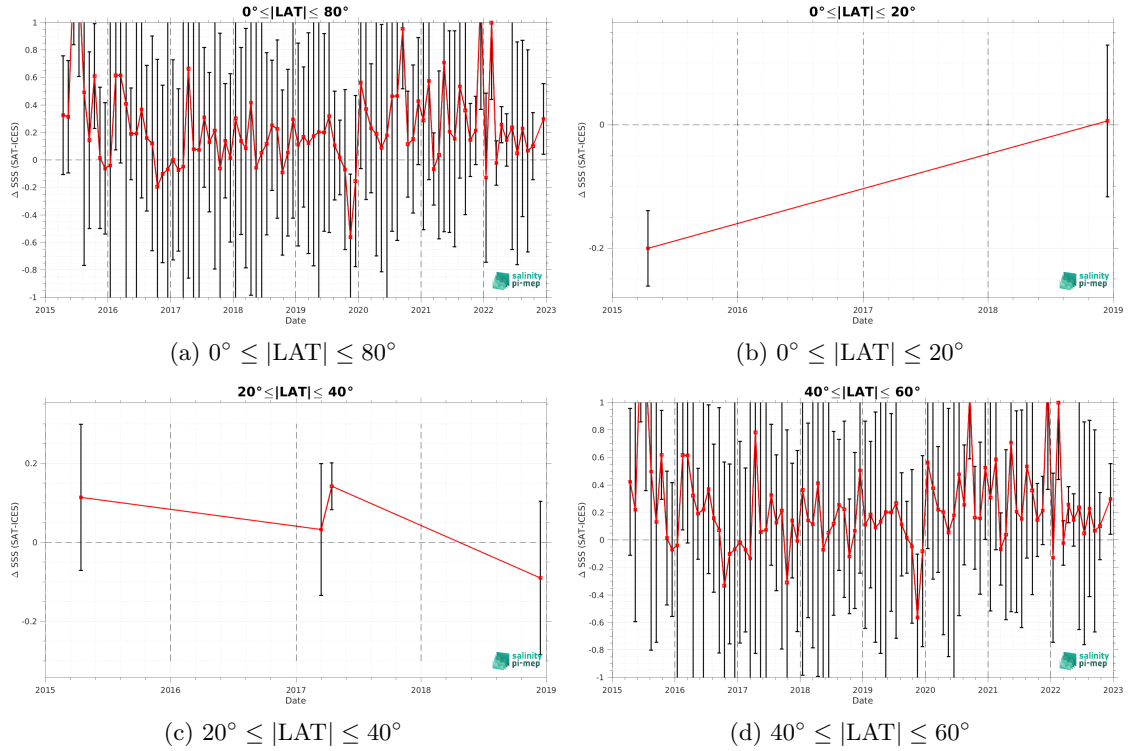 0°≤|LAT|≤ 80°
Δ SSS (SAT-ICES)
1
0.8
0.6
0.4
0.2
0
-0.2
-0.4
-0.6
-0.8
-1
2015 2016 2017 2018 2019 2020 2021 2022 2023
Date
salinity
pi-mep
(a) 0° ≤ |LAT| ≤ 80°
0°≤|LAT|≤ 20°
Δ SSS (SAT-ICES)
0
-0.2
2015 2016 2017 2018 2019
Date
salinity
pi-mep
(b) 0° ≤ |LAT| ≤ 20°
20°≤|LAT|≤ 40°
Δ SSS (SAT-ICES)
0.2
0
-0.2
2015 2016 2017 2018 2019
Date
salinity
pi-mep
(c) 20° ≤ |LAT| ≤ 40°
40°≤|LAT|≤ 60°
Δ SSS (SAT-ICES)
1
0.8
0.6
0.4
0.2
0
-0.2
-0.4
-0.6
-0.8
-1
2015 2016 2017 2018 2019 2020 2021 2022 2023
Date
salinity
pi-mep
(d) 40° ≤ |LAT| ≤ 60°